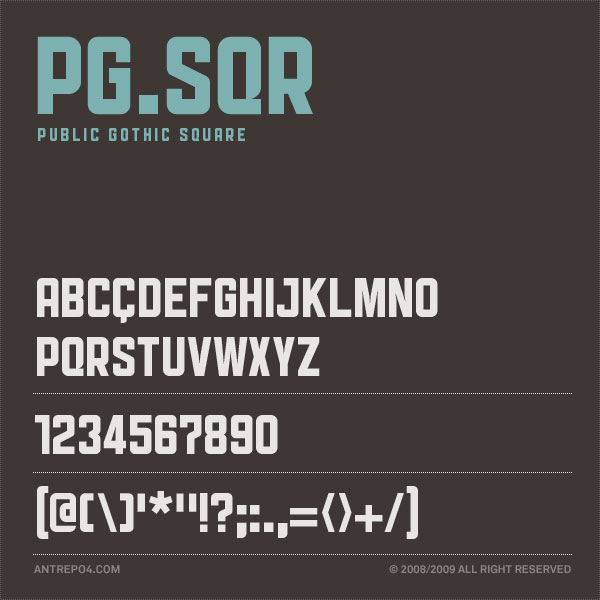 PG.SQR
PUBLIC GOTHIC SQUARE
ABCÇDEFGHIJKLMNO
PQRSTUVWXYZ
1234567890
[@(\)'*"!?;:.,=⟨⟩+/]
ANTREPO4.COM
© 2008/2009 ALL RIGHT RESERVED